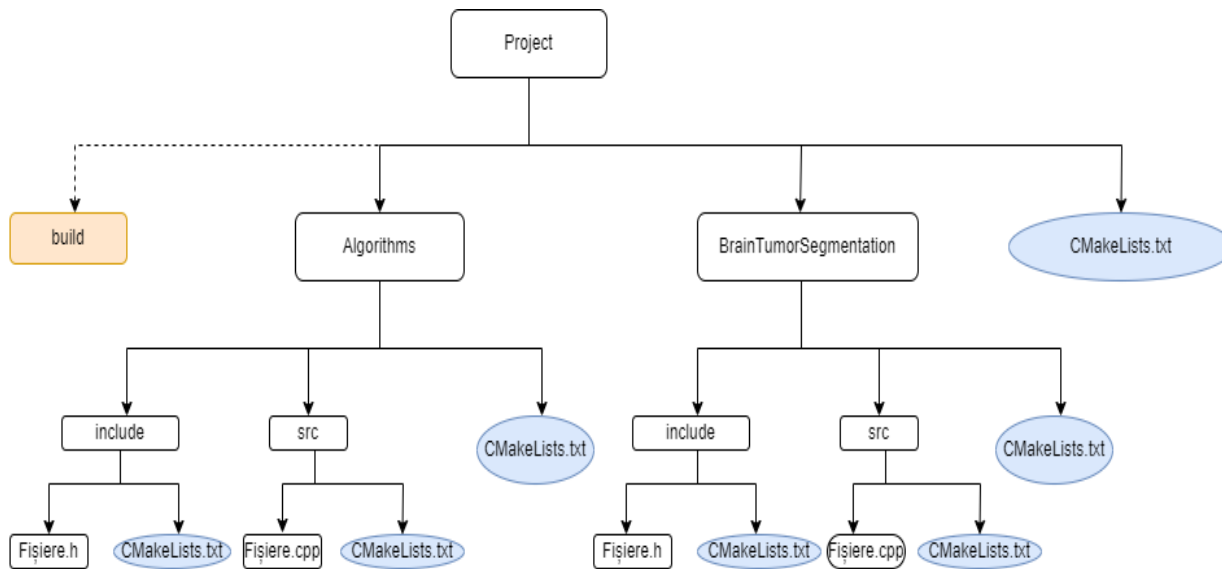 Project
build
Algorithms
BrainTumorSegmentation
CMakeLists.txt
include
src
CMakeLists.txt
include
src
CMakeLists.txt
Fișiere.h
CMakeLists.txt
Fișiere.cpp
CMakeLists.txt
Fișiere.h
CMakeLists.txt
Fișiere.cpp
CMakeLists.txt